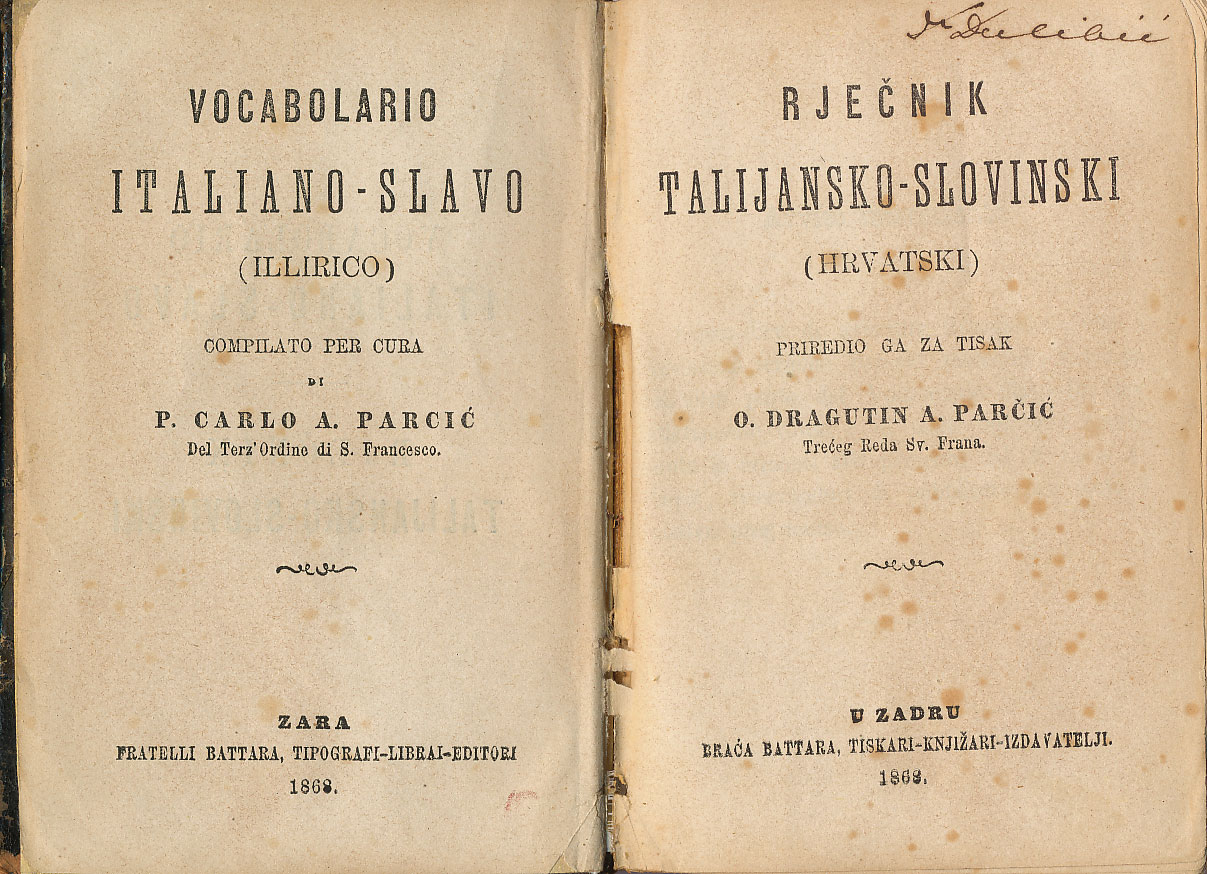 VOCABOLARIO
ITALIANO-SLAVO
(ILLIRICO)
COMPILATO PER CURA
DI
P. CARLO A. PARCIĆ
Del Terz' Ordine di S. Francesco.
ZARA
FRATELLI BATTARA, TIPOGRAFI-LIBRAI-EDITORI
1868.
Dr Dulibić
RJEČNIK
TALIJANSKO-SLOVINSKI
(HRVATSKI)
PRIREDIO GA ZA TISAK
O. DRAGUTIN A. PARČIĆ
Trećeg Reda Sv. Frana.
U ZADRU
BRAĆA BATTARA, TISKARI-KNJIŽARI-IZDAVATELJI.
1868.